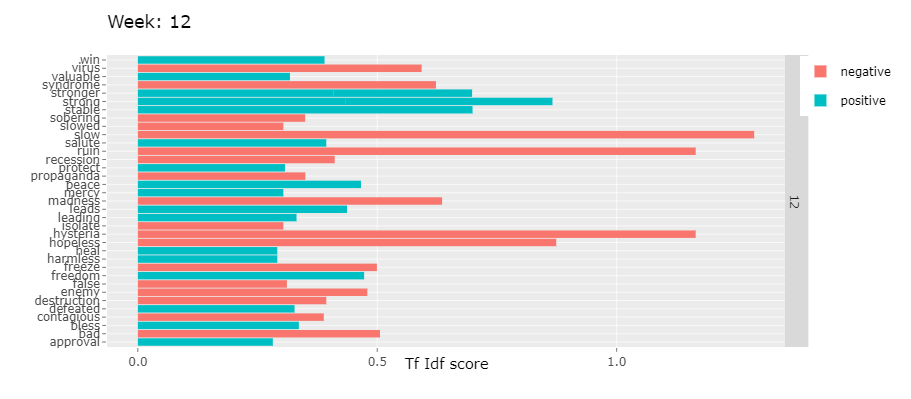 Week: 12
win
virus
valuable
syndrome
stronger
strong
stable
sobering
slowed
slow
salute
ruin
recession
protect
propaganda
peace
mercy
madness
leads
leading
isolate
hysteria
hopeless
heal
harmless
freeze
freedom
false
enemy
destruction
defeated
contagious
bless
bad
approval
0.0 0.5 1.0
Tf Idf score
12
negative
positive